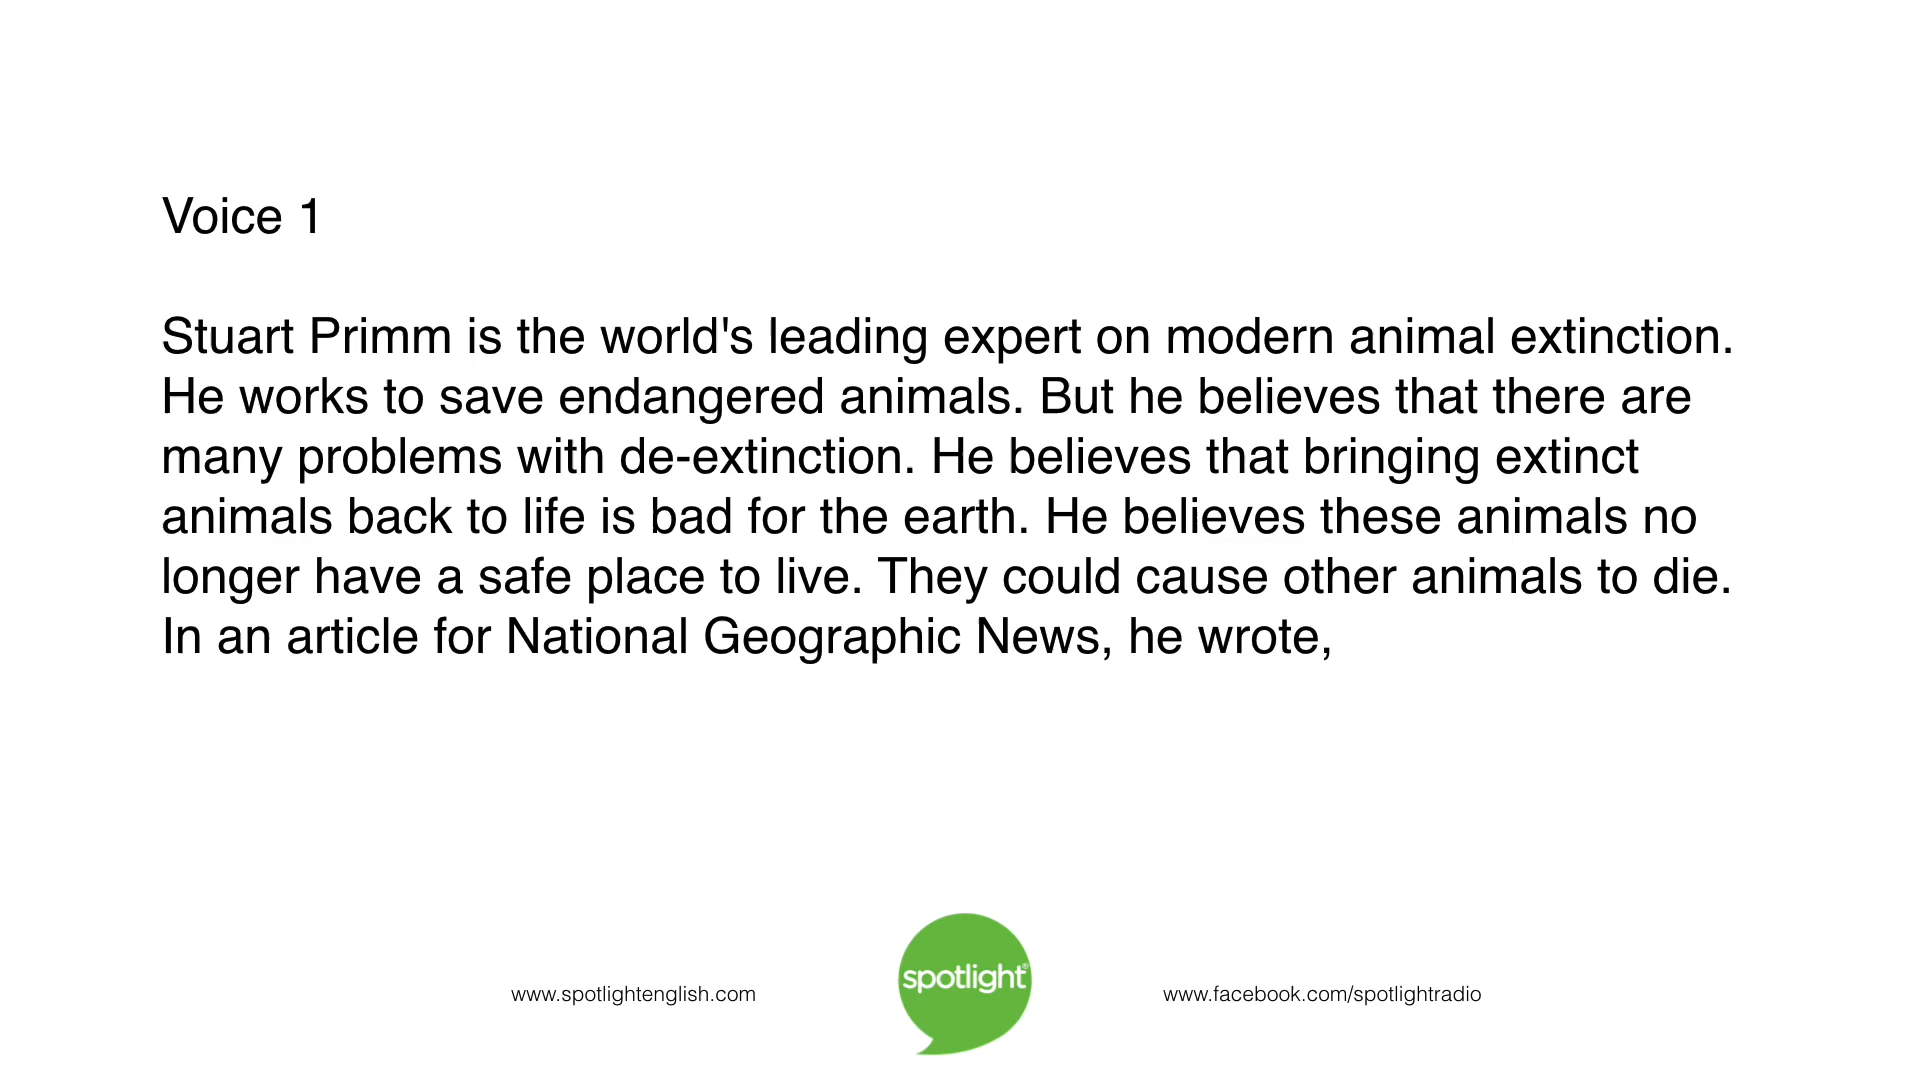 Voice 1
Stuart Primm is the world's leading expert on modern animal extinction.
He works to save endangered animals. But he believes that there are
many problems with de-extinction. He believes that bringing extinct
animals back to life is bad for the earth. He believes these animals no
longer have a safe place to live. They could cause other animals to die.
In an article for National Geographic News, he wrote,
spotlight®
www.spotlightenglish.com
www.facebook.com/spotlightradio